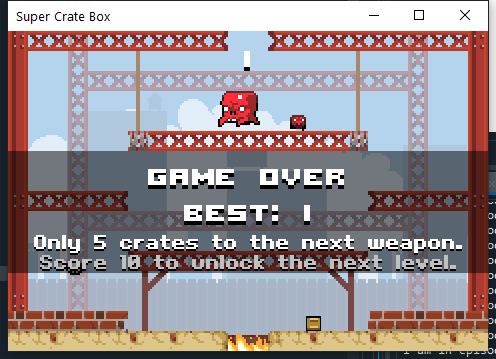 Super Crate Box
1
GAME OVER
BEST: 1
Only 5 crates to the next weapon.
Score 10 to unlock the next level.